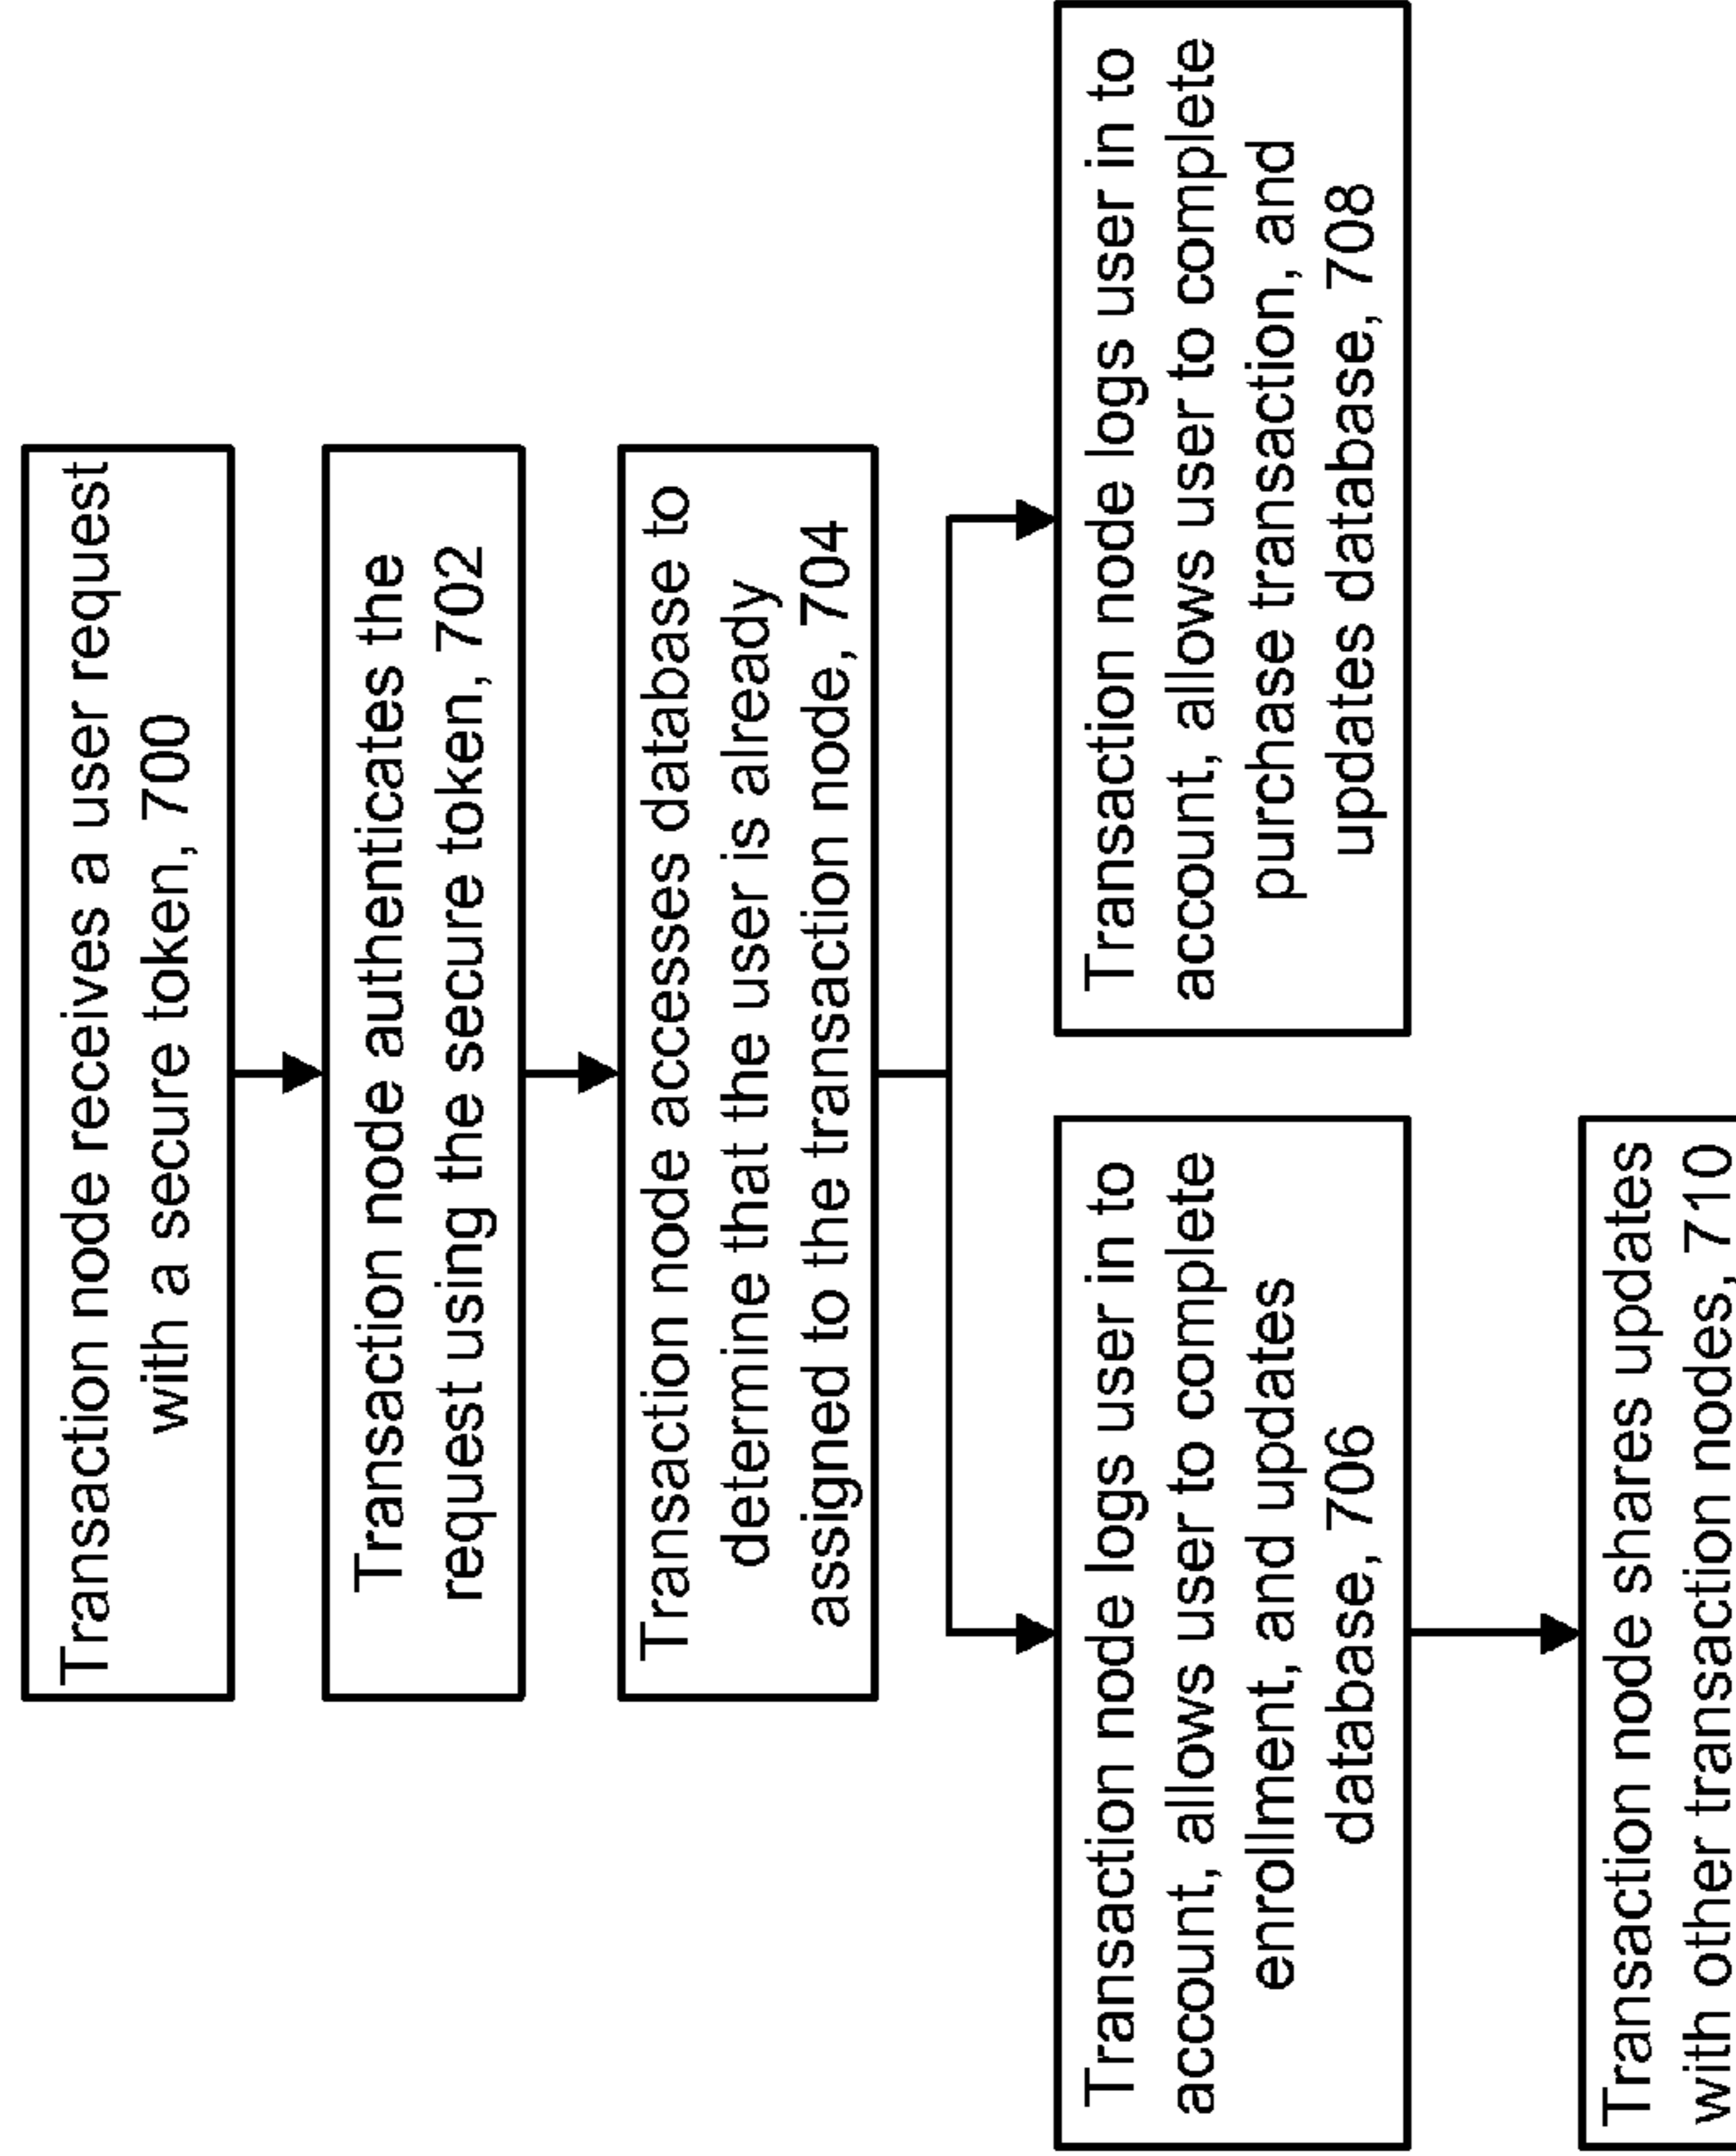 Transaction node receives a user request
with a secure token, 700
Transaction node authenticates the
request using the secure token, 702
Transaction node accesses database to
determine that the user is already
assigned to the transaction node, 704
Transaction node logs user in to
account, allows user to complete
enrollment, and updates
database, 706
Transaction node logs user in to
account, allows user to complete
purchase transaction, and
updates database, 708
Transaction node shares updates
with other transaction nodes, 710